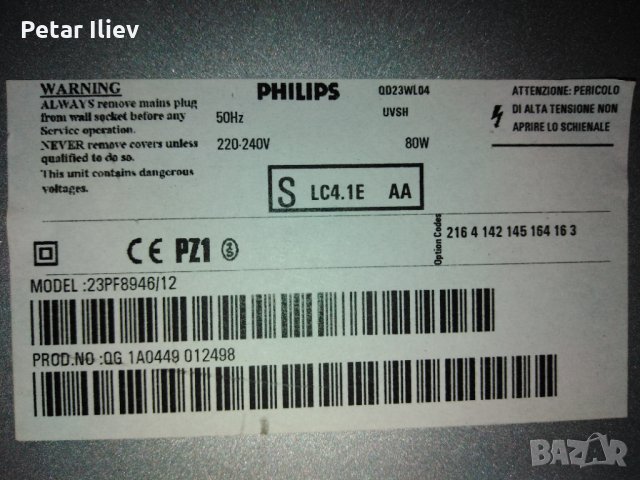 Petar Iliev
WARNING
ALWAYS remove mains plug
from wall socket before any
Service operation.
NEVER remove covers unless
qualified to do so.
This unit contains dangerous
voltages.
PHILIPS QD23WL04
50Hz UVSH
220-240V 80W
ATTENZIONE: PERICOLO
DI ALTA TENSIONE NON
APRIRE LO SCHIENALE
S LC4.1E AA
CE PZ1
Option Codes
216 4 142 145 164 16 3
MODEL :23PF8946/12
PROD.NO :QG 1A0449 012498
BAZAR.bg